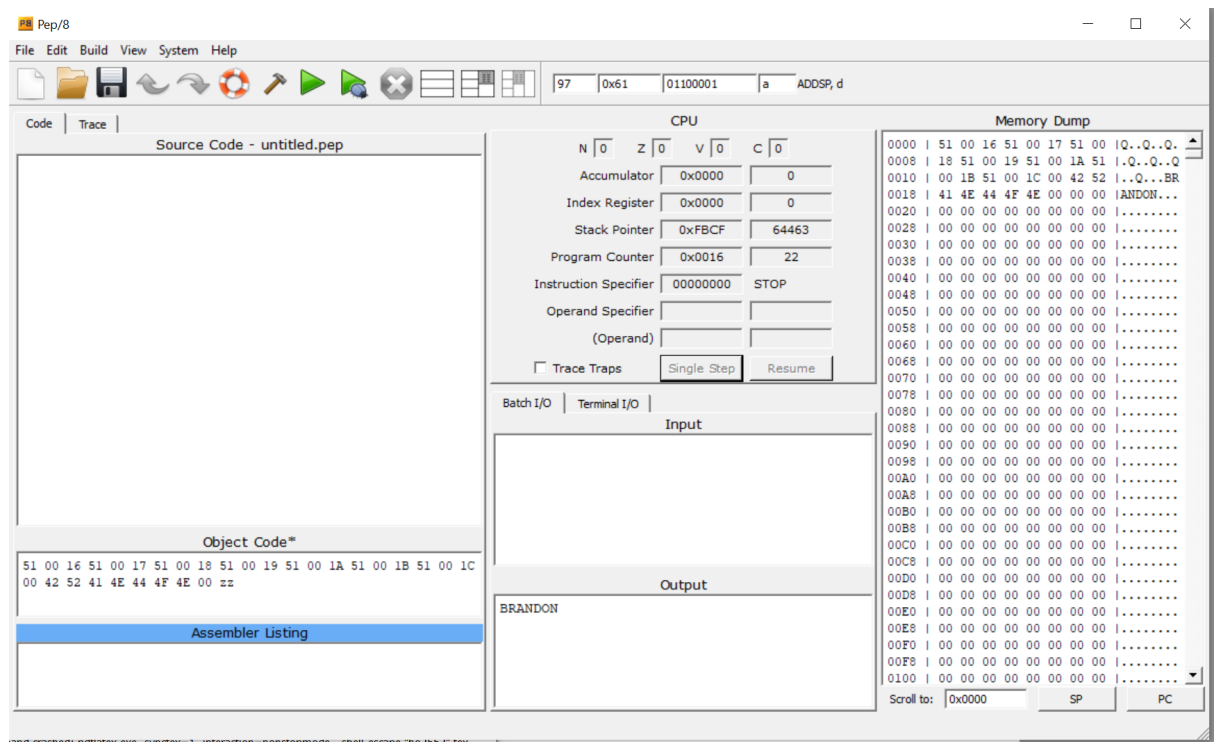 P8 Pep/8
File Edit Build View System Help
97 0x61 01100001 a ADDSP, d
Code Trace
Source Code - untitled.pep
Object Code*
51 00 16 51 00 17 51 00 18 51 00 19 51 00 1A 51 00 1B 51 00 1C
00 42 52 41 4E 44 4F 4E 00 zz
Assembler Listing
CPU
N 0 Z 0 V 0 C 0
Accumulator 0x0000 0
Index Register 0x0000 0
Stack Pointer 0xFBCF 64463
Program Counter 0x0016 22
Instruction Specifier 00000000 STOP
Operand Specifier
(Operand)
Trace Traps Single Step Resume
Batch I/O Terminal I/O
Input
Output
BRANDON
Memory Dump
0000 | 51 00 16 51 00 17 51 00 |Q..Q..Q.
0008 | 18 51 00 19 51 00 1A 51 |.Q..Q..Q
0010 | 00 1B 51 00 1C 00 42 52 |..Q...BR
0018 | 41 4E 44 4F 4E 00 00 00 |ANDON...
0020 | 00 00 00 00 00 00 00 00 |........
0028 | 00 00 00 00 00 00 00 00 |........
0030 | 00 00 00 00 00 00 00 00 |........
0038 | 00 00 00 00 00 00 00 00 |........
0040 | 00 00 00 00 00 00 00 00 |........
0048 | 00 00 00 00 00 00 00 00 |........
0050 | 00 00 00 00 00 00 00 00 |........
0058 | 00 00 00 00 00 00 00 00 |........
0060 | 00 00 00 00 00 00 00 00 |........
0068 | 00 00 00 00 00 00 00 00 |........
0070 | 00 00 00 00 00 00 00 00 |........
0078 | 00 00 00 00 00 00 00 00 |........
0080 | 00 00 00 00 00 00 00 00 |........
0088 | 00 00 00 00 00 00 00 00 |........
0090 | 00 00 00 00 00 00 00 00 |........
0098 | 00 00 00 00 00 00 00 00 |........
00A0 | 00 00 00 00 00 00 00 00 |........
00A8 | 00 00 00 00 00 00 00 00 |........
00B0 | 00 00 00 00 00 00 00 00 |........
00B8 | 00 00 00 00 00 00 00 00 |........
00C0 | 00 00 00 00 00 00 00 00 |........
00C8 | 00 00 00 00 00 00 00 00 |........
00D0 | 00 00 00 00 00 00 00 00 |........
00D8 | 00 00 00 00 00 00 00 00 |........
00E0 | 00 00 00 00 00 00 00 00 |........
00E8 | 00 00 00 00 00 00 00 00 |........
00F0 | 00 00 00 00 00 00 00 00 |........
00F8 | 00 00 00 00 00 00 00 00 |........
0100 | 00 00 00 00 00 00 00 00 |........
Scroll to: 0x0000 SP PC